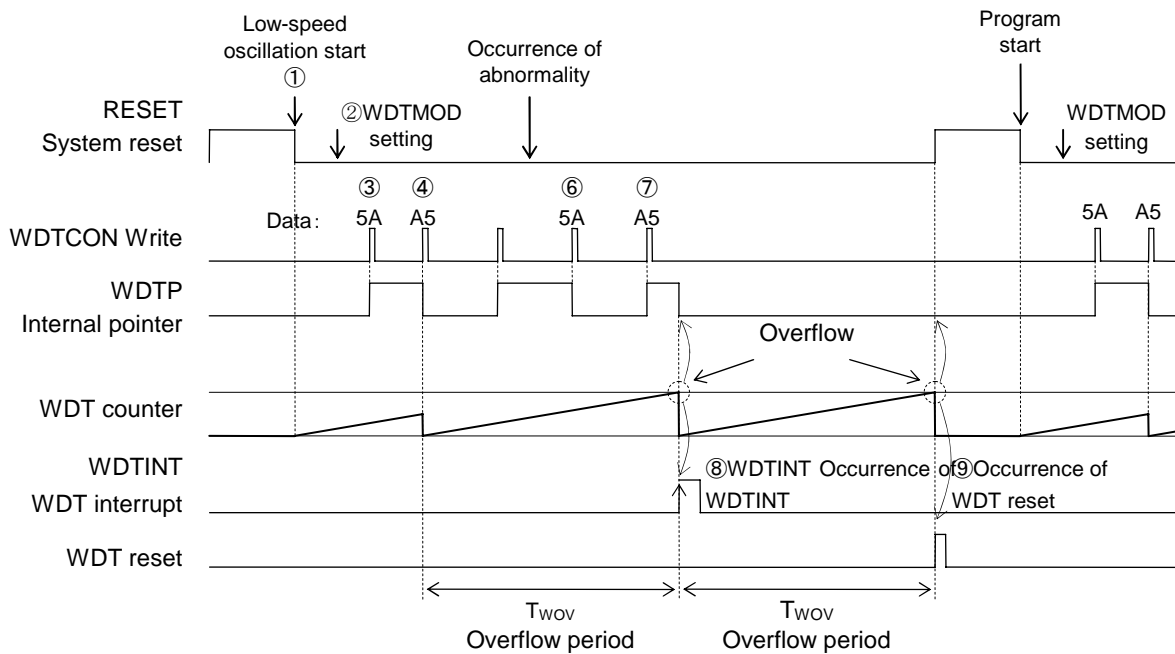 Low-speed
oscillation start
①
Occurrence of
abnormality
Program
start
RESET
System reset
②WDTMOD
setting
WDTMOD
setting
③ ④ ⑥ ⑦
Data: 5A A5 5A A5 5A A5
WDTCON Write
WDTP
Internal pointer
Overflow
WDT counter
WDTINT
WDT interrupt
⑧WDTINT Occurrence of
WDTINT
⑨Occurrence of
WDT reset
WDT reset
TWOV
Overflow period
TWOV
Overflow period